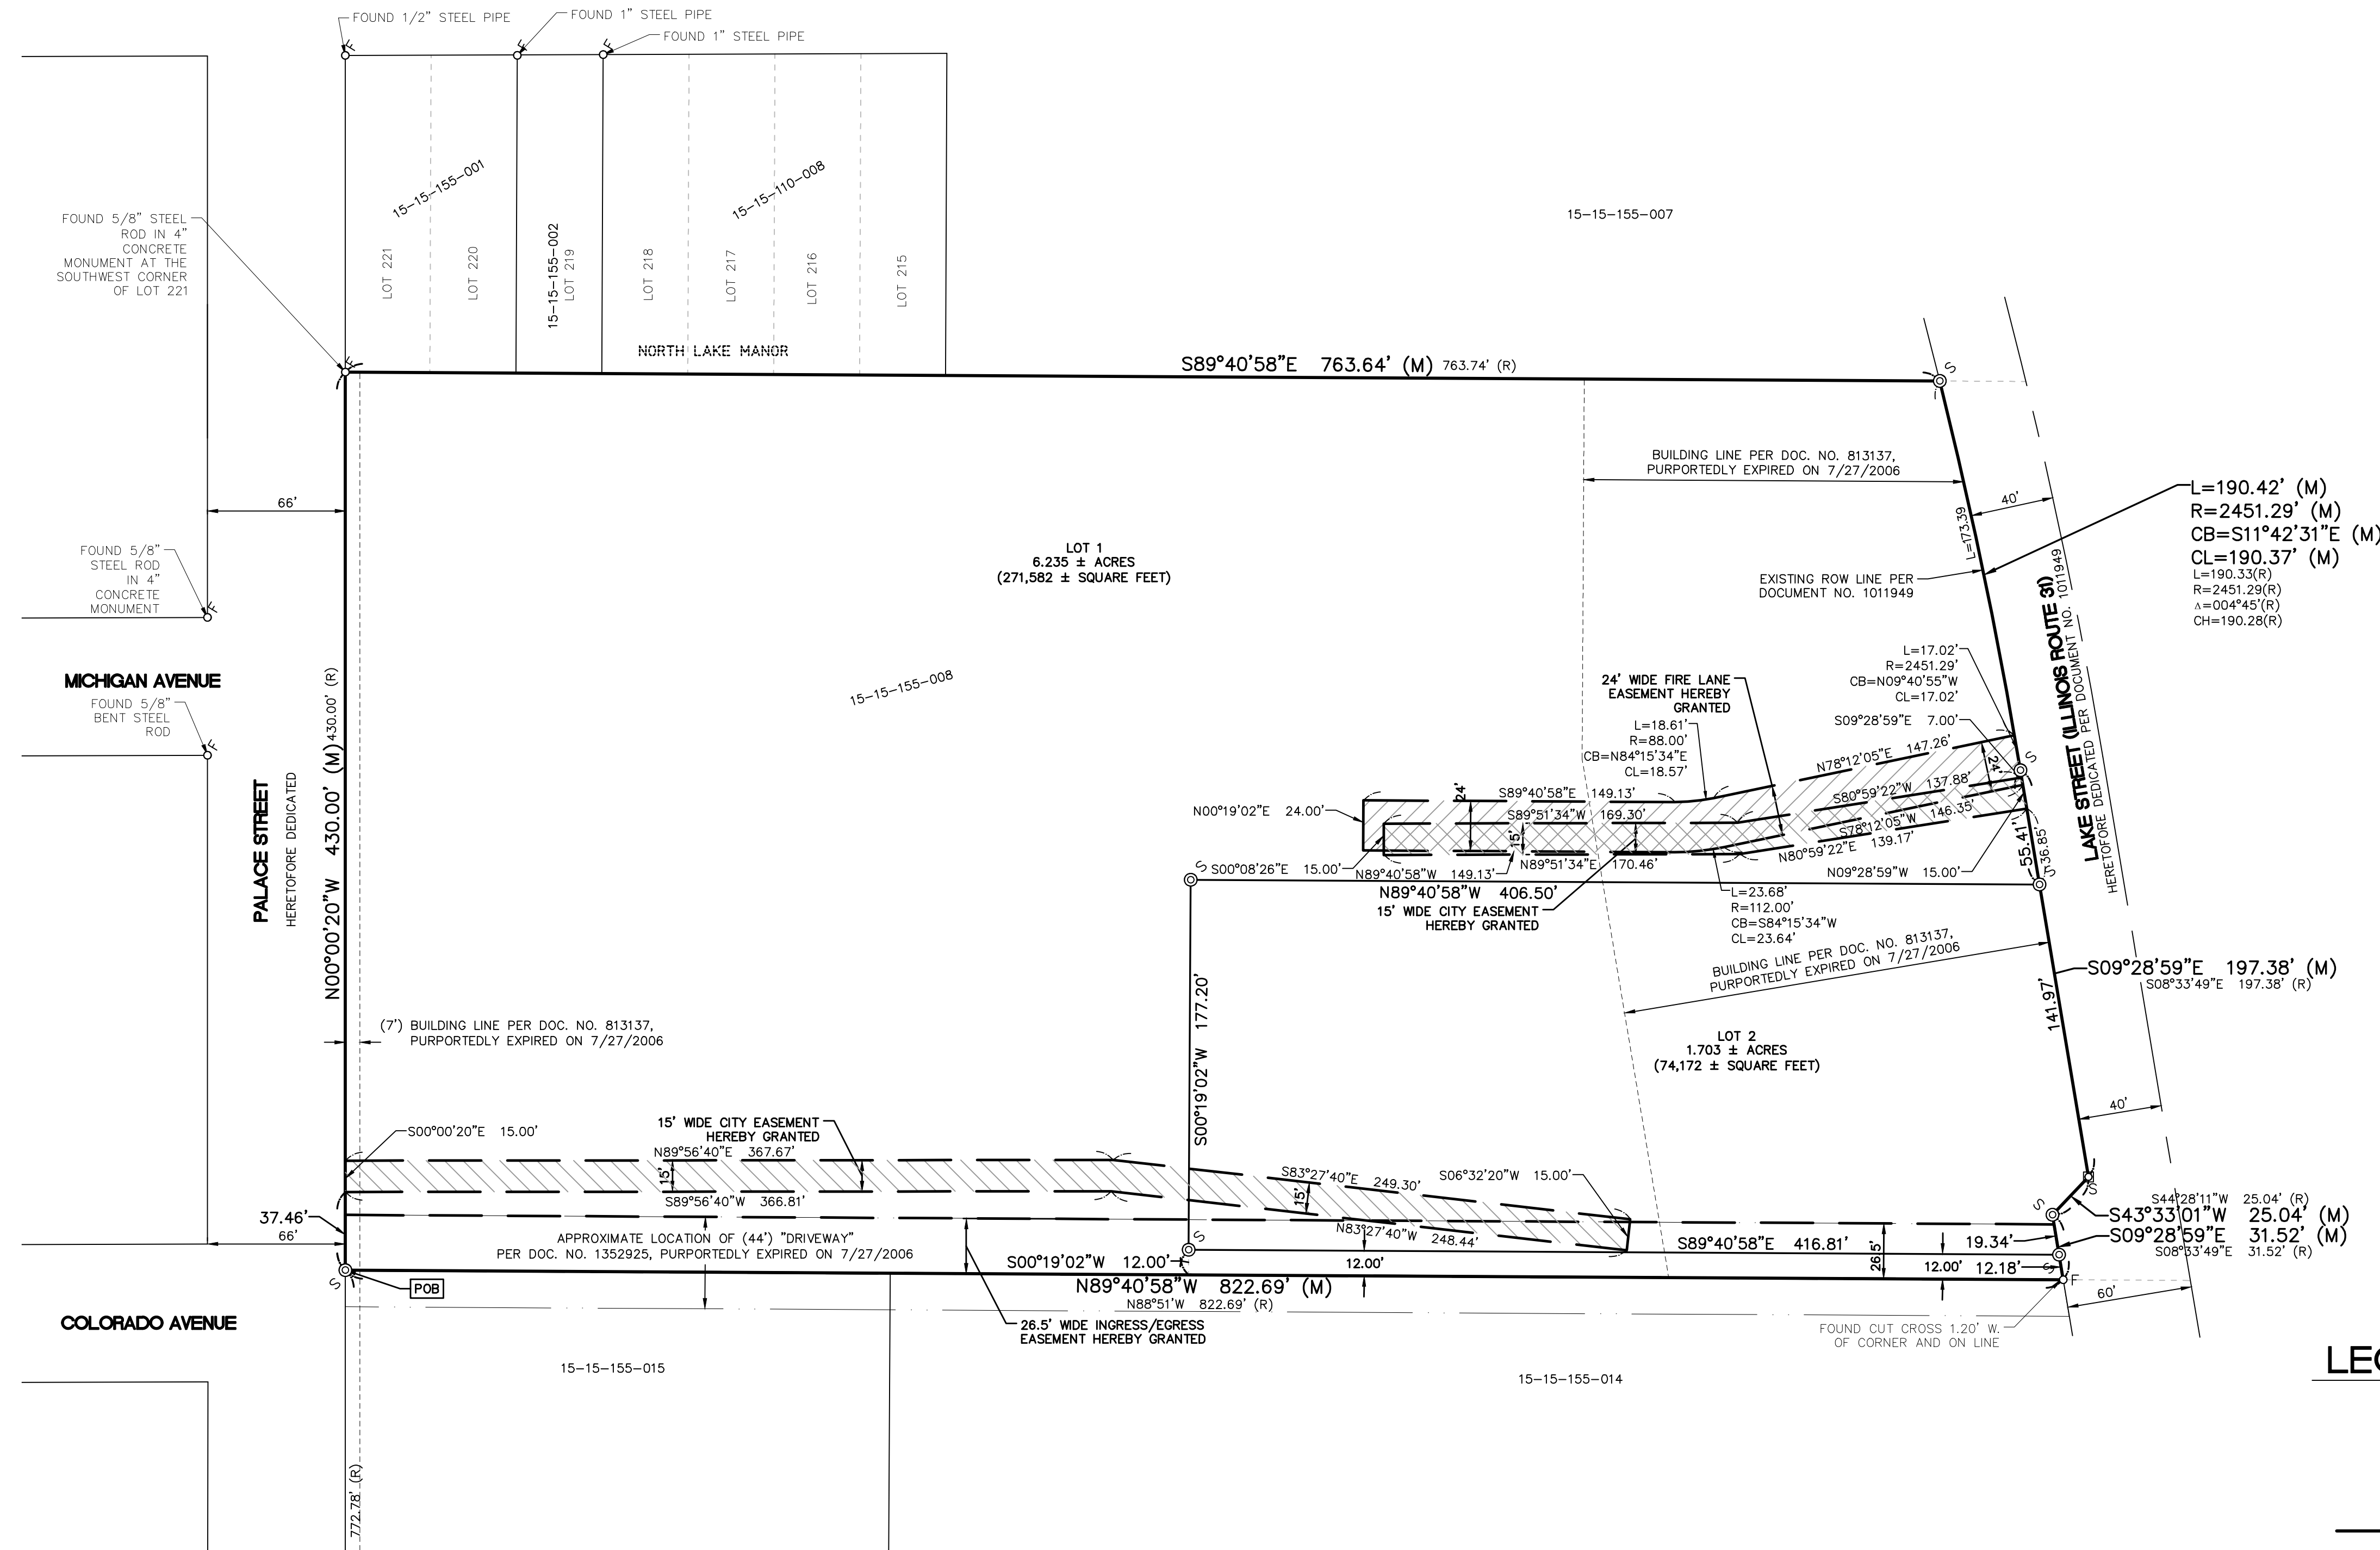 FOUND 1/2" STEEL PIPE
FOUND 1" STEEL PIPE
FOUND 1" STEEL PIPE
F
F
F
15-15-155-001
15-15-155-002
15-15-110-008
15-15-155-007
LOT 221
LOT 220
LOT 219
LOT 218
LOT 217
LOT 216
LOT 215
FOUND 5/8" STEEL
ROD IN 4"
CONCRETE
MONUMENT AT THE
SOUTHWEST CORNER
OF LOT 221
F
NORTH LAKE MANOR
S89°40'58"E 763.64' (M) 763.74' (R)
S
BUILDING LINE PER DOC. NO. 813137,
PURPORTEDLY EXPIRED ON 7/27/2006
66'
40'
L=190.42' (M)
R=2451.29' (M)
CB=S11°42'31"E (M)
CL=190.37' (M)
L=190.33(R)
R=2451.29(R)
Δ=004°45'(R)
CH=190.28(R)
L=173.39
FOUND 5/8"
STEEL ROD
IN 4"
CONCRETE
MONUMENT
F
LOT 1
6.235 ± ACRES
(271,582 ± SQUARE FEET)
EXISTING ROW LINE PER
DOCUMENT NO. 1011949
LAKE STREET (ILLINOIS ROUTE 31)
HERETOFORE DEDICATED PER DOCUMENT NO. 1011949
MICHIGAN AVENUE
FOUND 5/8"
BENT STEEL
ROD
F
15-15-155-008
L=17.02'
R=2451.29'
CB=N09°40'55"W
CL=17.02'
24' WIDE FIRE LANE
EASEMENT HEREBY
GRANTED
S09°28'59"E 7.00'
L=18.61'
R=88.00'
CB=N84°15'34"E
CL=18.57'
N78°12'05"E 147.26'
24'
S
PALACE STREET
HERETOFORE DEDICATED
N00°00'20"W 430.00' (M) 430.00' (R)
N00°19'02"E 24.00'
24'
S89°40'58"E 149.13'
S80°59'22"W 137.88'
S89°51'34"W 169.30'
S78°12'05"W 146.35'
15'
N80°59'22"E 139.17'
55.41'
136.85'
S00°08'26"E 15.00'
N89°40'58"W 149.13'
N89°51'34"E 170.46'
N09°28'59"W 15.00'
S
S
N89°40'58"W 406.50'
15' WIDE CITY EASEMENT
HEREBY GRANTED
L=23.68'
R=112.00'
CB=S84°15'34"W
CL=23.64'
BUILDING LINE PER DOC. NO. 813137,
PURPORTEDLY EXPIRED ON 7/27/2006
S09°28'59"E 197.38' (M)
S08°33'49"E 197.38' (R)
141.97'
S00°19'02"W 177.20'
(7') BUILDING LINE PER DOC. NO. 813137,
PURPORTEDLY EXPIRED ON 7/27/2006
LOT 2
1.703 ± ACRES
(74,172 ± SQUARE FEET)
40'
S00°00'20"E 15.00'
15' WIDE CITY EASEMENT
HEREBY GRANTED
N89°56'40"E 367.67'
15'
S89°56'40"W 366.81'
S83°27'40"E 249.30'
15'
S06°32'20"W 15.00'
N83°27'40"W 248.44'
S
S
S44°28'11"W 25.04' (R)
S43°33'01"W 25.04' (M)
S09°28'59"E 31.52' (M)
S08°33'49"E 31.52' (R)
37.46'
66'
APPROXIMATE LOCATION OF (44') "DRIVEWAY"
PER DOC. NO. 1352925, PURPORTEDLY EXPIRED ON 7/27/2006
S
S00°19'02"W 12.00'
12.00'
S89°40'58"E 416.81'
26.5'
19.34'
12.00'
12.18'
S
F
60'
S
POB
N89°40'58"W 822.69' (M)
N88°51'W 822.69' (R)
26.5' WIDE INGRESS/EGRESS
EASEMENT HEREBY GRANTED
COLORADO AVENUE
FOUND CUT CROSS 1.20' W.
OF CORNER AND ON LINE
15-15-155-015
15-15-155-014
772.78' (R)